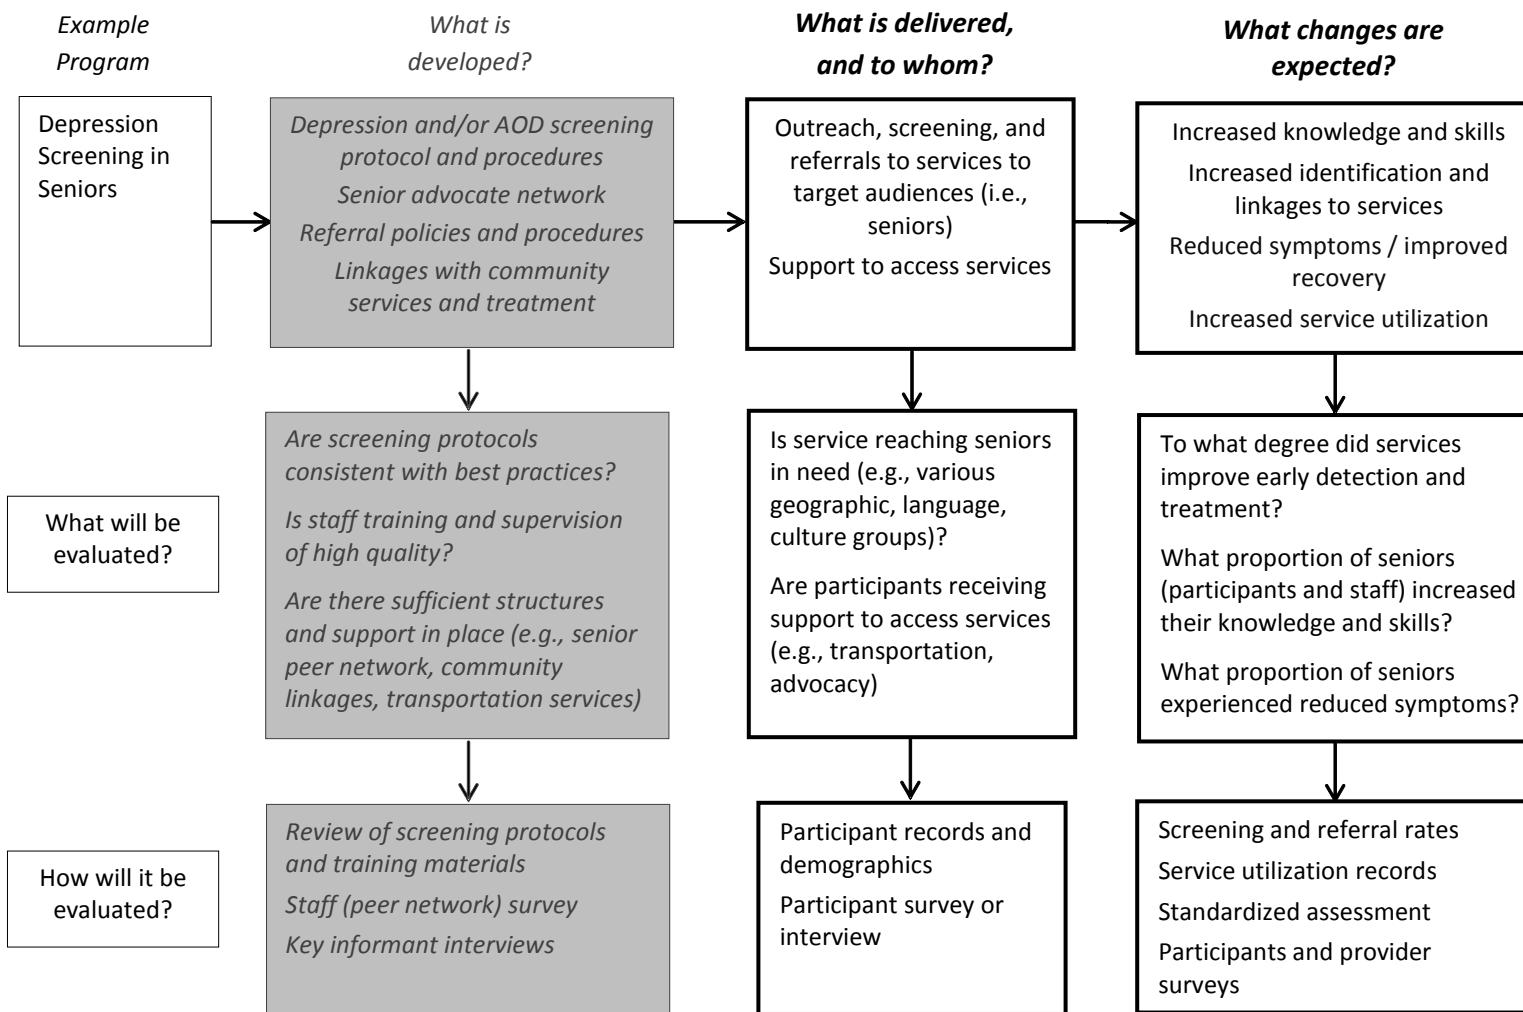 Example
Program
What is
developed?
What is delivered,
and to whom?
What changes are
expected?
Depression
Screening in
Seniors
Depression and/or AOD screening
protocol and procedures
Senior advocate network
Referral policies and procedures
Linkages with community
services and treatment
Outreach, screening, and
referrals to services to
target audiences (i.e.,
seniors)
Support to access services
Increased knowledge and skills
Increased identification and
linkages to services
Reduced symptoms / improved
recovery
Increased service utilization
What will be
evaluated?
Are screening protocols
consistent with best practices?
Is staff training and supervision
of high quality?
Are there sufficient structures
and support in place (e.g., senior
peer network, community
linkages, transportation services)
Is service reaching seniors
in need (e.g., various
geographic, language,
culture groups)?
Are participants receiving
support to access services
(e.g., transportation,
advocacy)
To what degree did services
improve early detection and
treatment?
What proportion of seniors
(participants and staff) increased
their knowledge and skills?
What proportion of seniors
experienced reduced symptoms?
How will it be
evaluated?
Review of screening protocols
and training materials
Staff (peer network) survey
Key informant interviews
Participant records and
demographics
Participant survey or
interview
Screening and referral rates
Service utilization records
Standardized assessment
Participants and provider
surveys